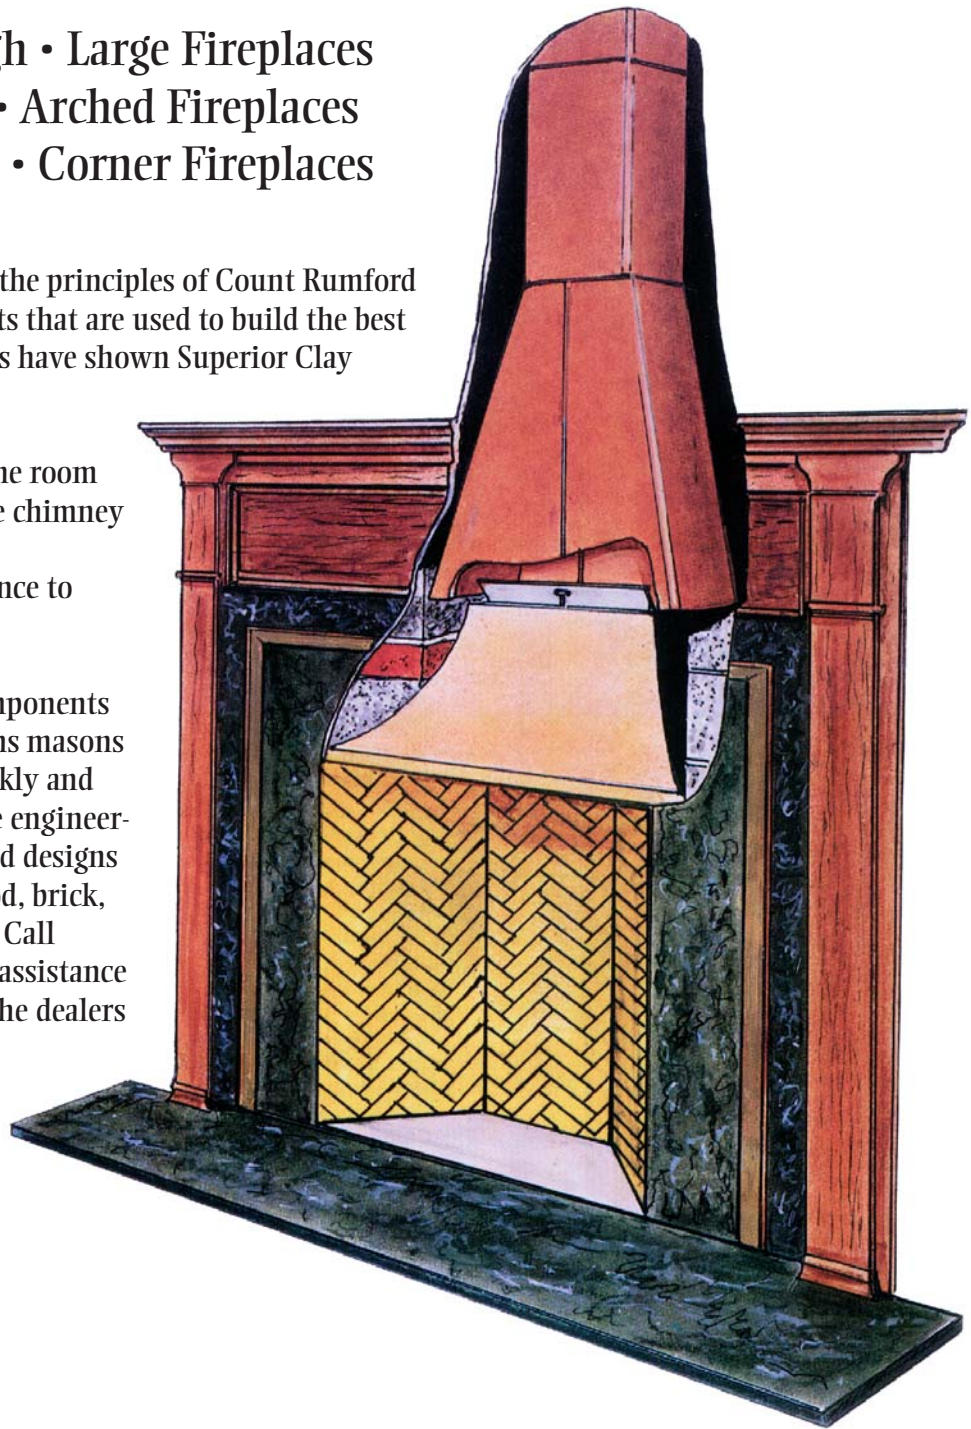 h • Large Fireplaces
• Arched Fireplaces
• Corner Fireplaces
the principles of Count Rumford
ts that are used to build the best
s have shown Superior Clay
ne room
e chimney
nce to
mponents
ns masons
kly and
e engineer-
d designs
d, brick,
Call
assistance
he dealers